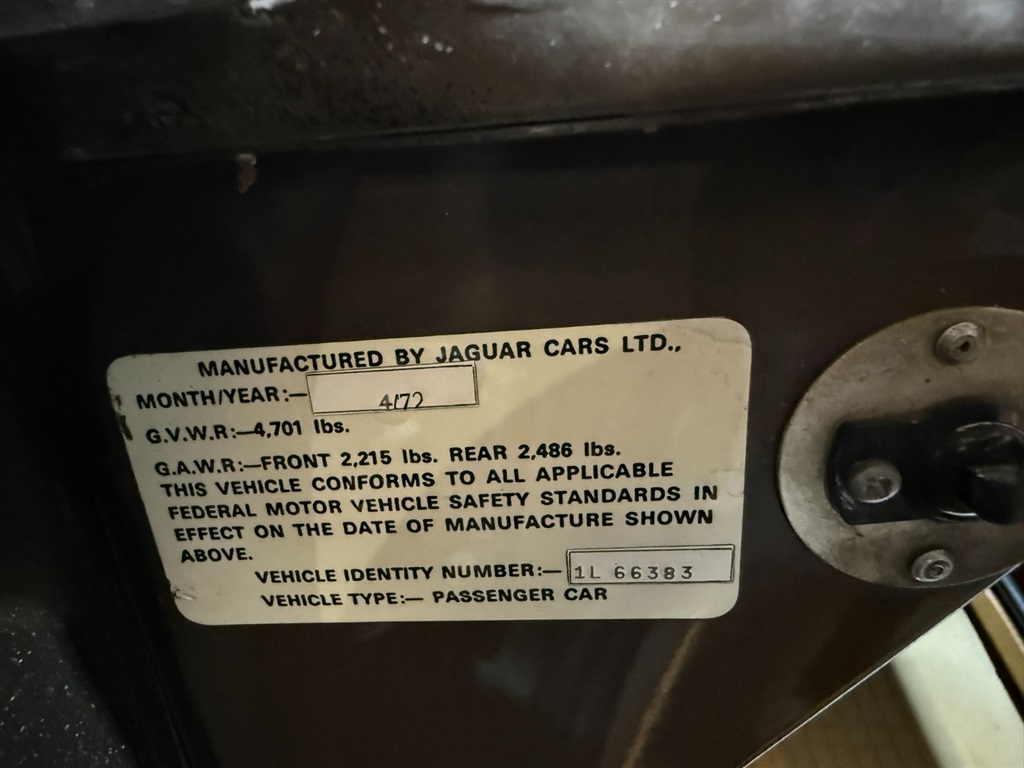 MANUFACTURED BY JAGUAR CARS LTD.,
MONTH/YEAR:— 4/72
G.V.W.R:—4,701 lbs.
G.A.W.R:—FRONT 2,215 lbs. REAR 2,486 lbs.
THIS VEHICLE CONFORMS TO ALL APPLICABLE
FEDERAL MOTOR VEHICLE SAFETY STANDARDS IN
EFFECT ON THE DATE OF MANUFACTURE SHOWN
ABOVE.
VEHICLE IDENTITY NUMBER:— 1L 66383
VEHICLE TYPE:— PASSENGER CAR